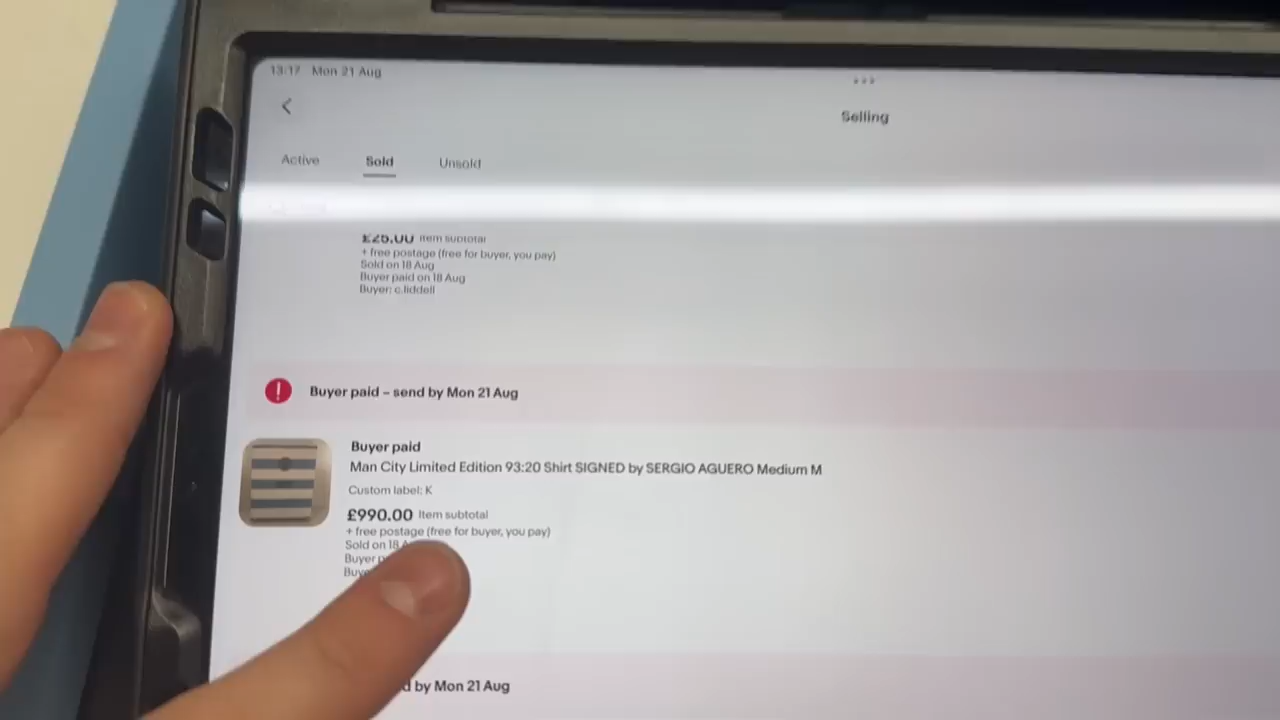 13:17 Mon 21 Aug
Selling
Active Sold Unsold
£25.00 Item subtotal
+ free postage (free for buyer, you pay)
Sold on 18 Aug
Buyer paid on 18 Aug
Buyer: c.liddell
Buyer paid – send by Mon 21 Aug
Buyer paid
Man City Limited Edition 93:20 Shirt SIGNED by SERGIO AGUERO Medium M
Custom label: K
£990.00 Item subtotal
+ free postage (free for buyer, you pay)
Sold on 18
Buyer
by Mon 21 Aug